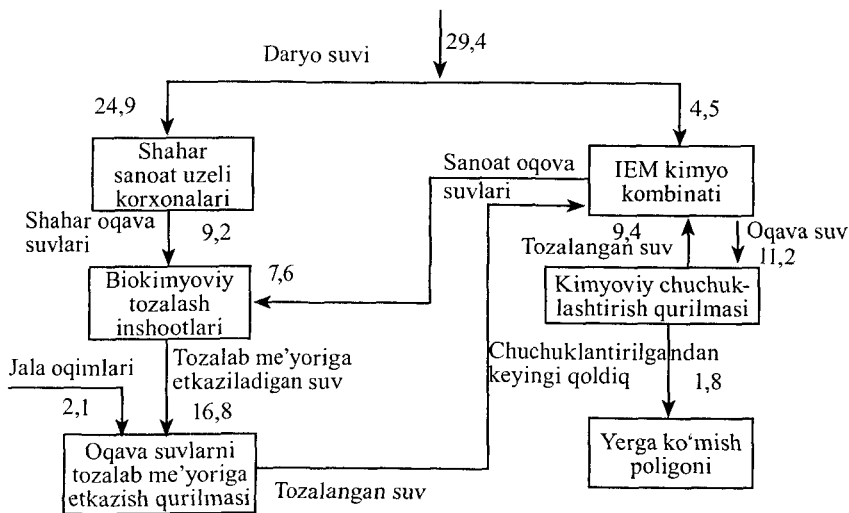 29,4
Daryo suvi
24,9
4,5
Shahar
sanoat uzeli
korxonalari
Sanoat oqova
suvlari
IEM kimyo
kombinati
Shahar oqava
suvlari
9,2
9,4
Tozalangan suv
Oqava suv
11,2
7,6
Biokimyoviy
tozalash
inshootlari
Kimyoviy chuchuk-
lashtirish qurilmasi
Jala oqimlari
2,1
Tozalab me'yoriga
etkaziladigan suv
16,8
Chuchuklantirilgandan
keyingi qoldiq
1,8
Oqava suvlarni
tozalab me'yoriga
etkazish qurilmasi
Tozalangan suv
Yerga ko‘mish
poligoni